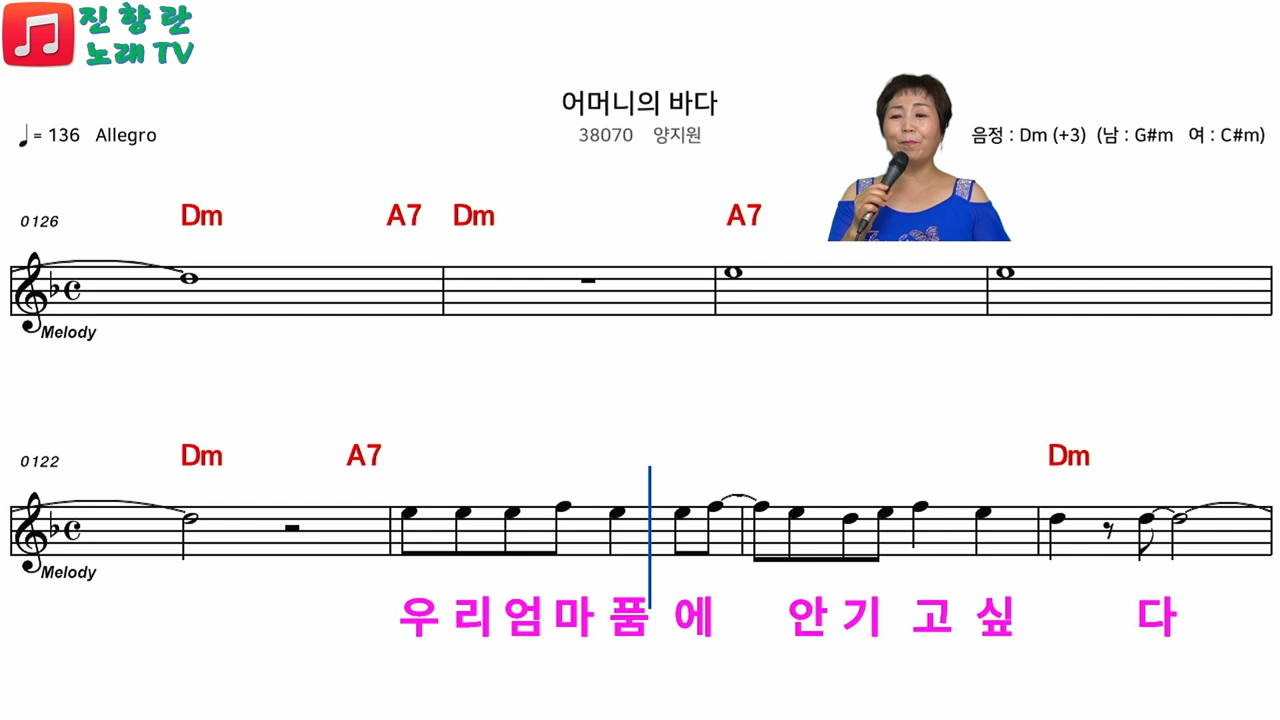 진향란
노래 TV
어머니의 바다
♩= 136 Allegro
38070 양지원
음정 : Dm (+3) (남 : G#m 여 : C#m)
0126
Dm A7 Dm A7
Melody
0122
Dm A7 Dm
Melody
우리엄마품에 안기고싶 다